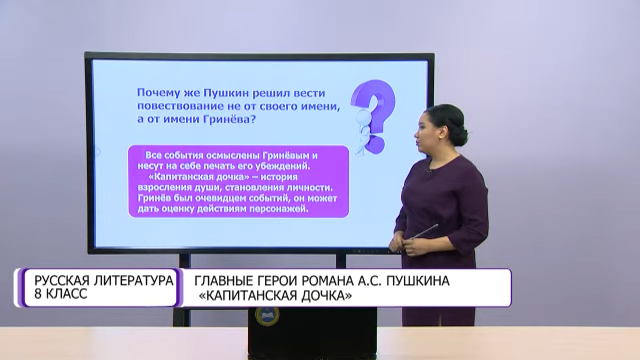 Почему же Пушкин решил вести
повествование не от своего имени,
а от имени Гринёва?
Все события осмыслены Гринёвым и
несут на себе печать его убеждений.
«Капитанская дочка» – история
взросления души, становления личности.
Гринёв был очевидцем событий, он может
дать оценку действиям персонажей.
РУССКАЯ ЛИТЕРАТУРА
8 КЛАСС
ГЛАВНЫЕ ГЕРОИ РОМАНА А.С. ПУШКИНА
«КАПИТАНСКАЯ ДОЧКА»